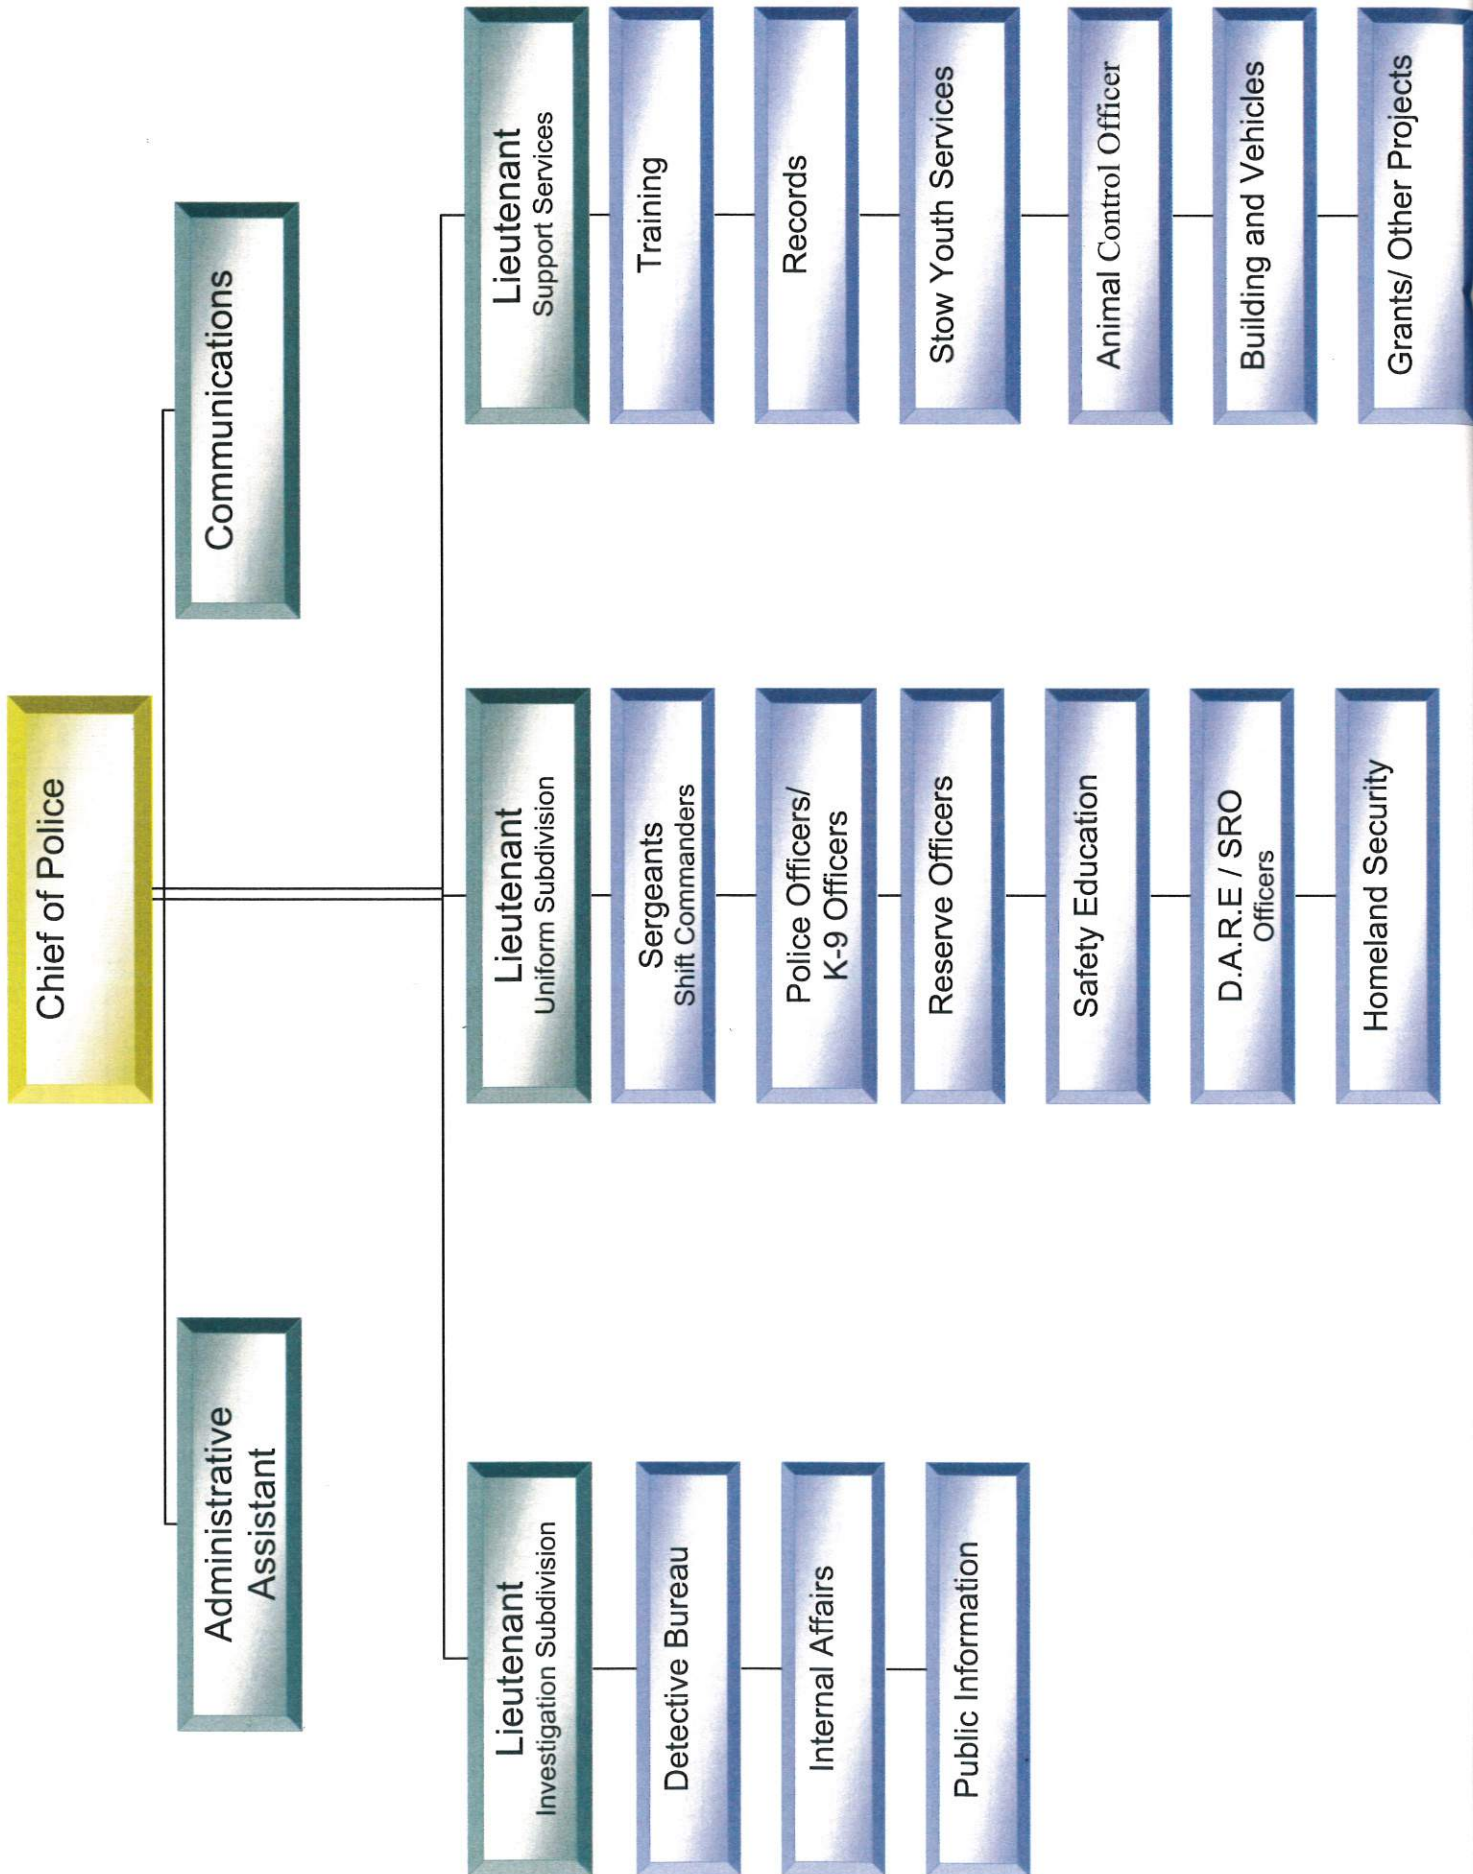 Chief of Police
Administrative
Assistant
Communications
Lieutenant
Investigation Subdivision
Detective Bureau
Internal Affairs
Public Information
Lieutenant
Uniform Subdivision
Sergeants
Shift Commanders
Police Officers/
K-9 Officers
Reserve Officers
Safety Education
D.A.R.E / SRO
Officers
Homeland Security
Lieutenant
Support Services
Training
Records
Stow Youth Services
Animal Control Officer
Building and Vehicles
Grants/ Other Projects